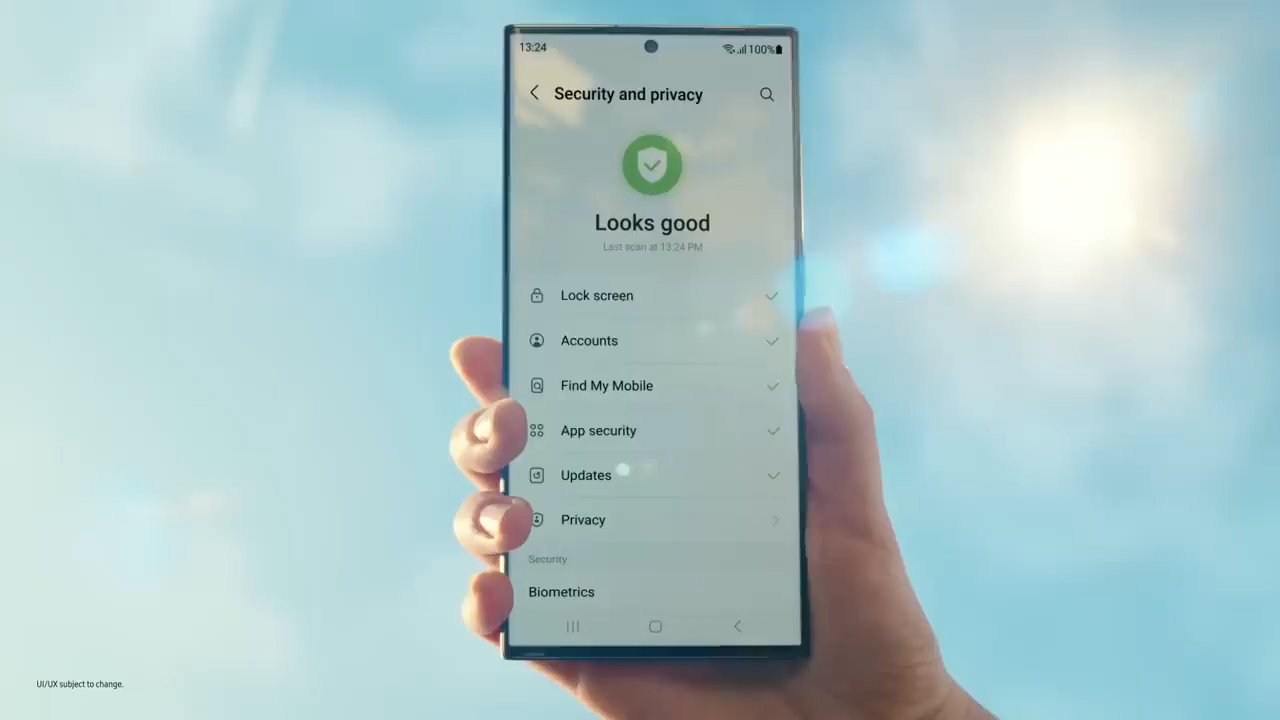 13:24
100%
Security and privacy
Looks good
Last scan at 13:24 PM
Lock screen
Accounts
Find My Mobile
App security
Updates
Privacy
Security
Biometrics
UI/UX subject to change.